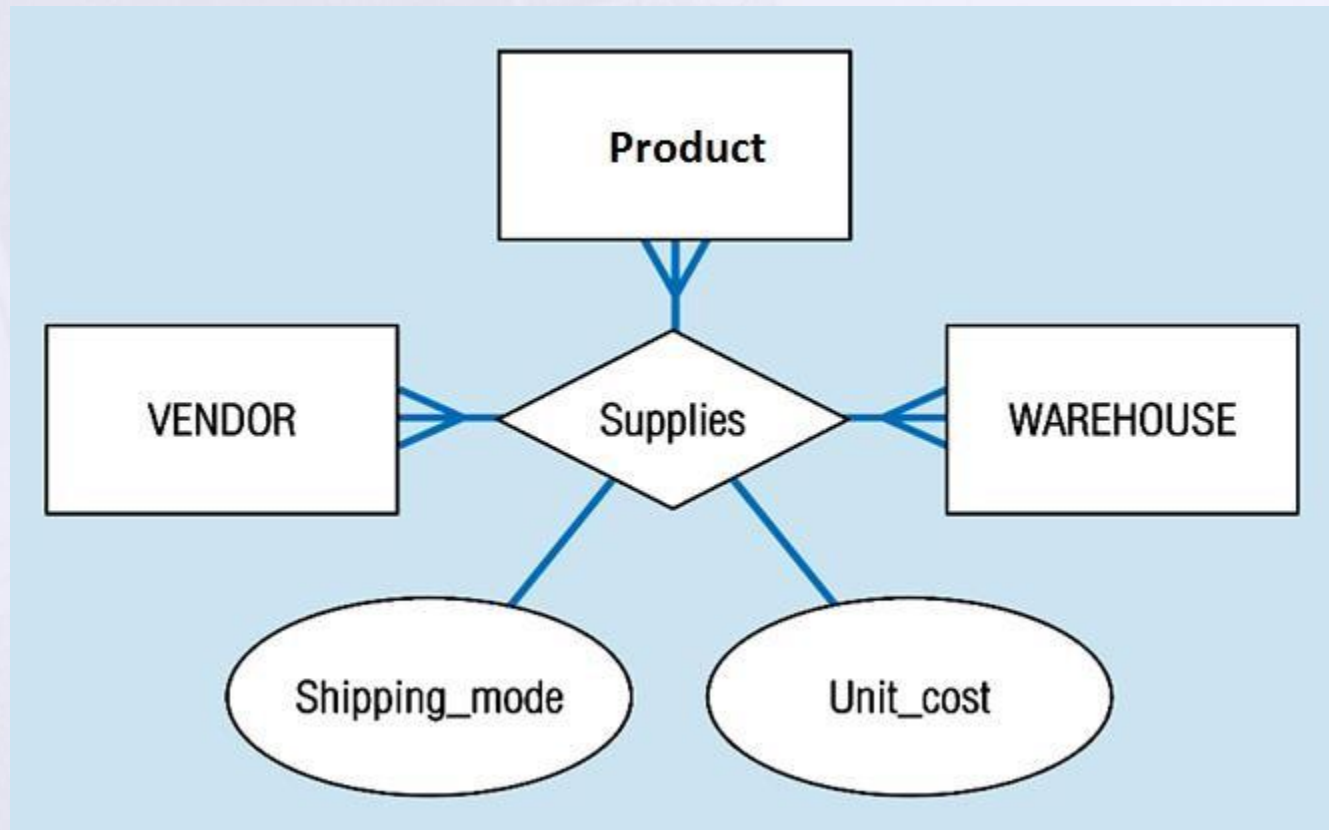 Product
VENDOR
Supplies
WAREHOUSE
Shipping_mode
Unit_cost